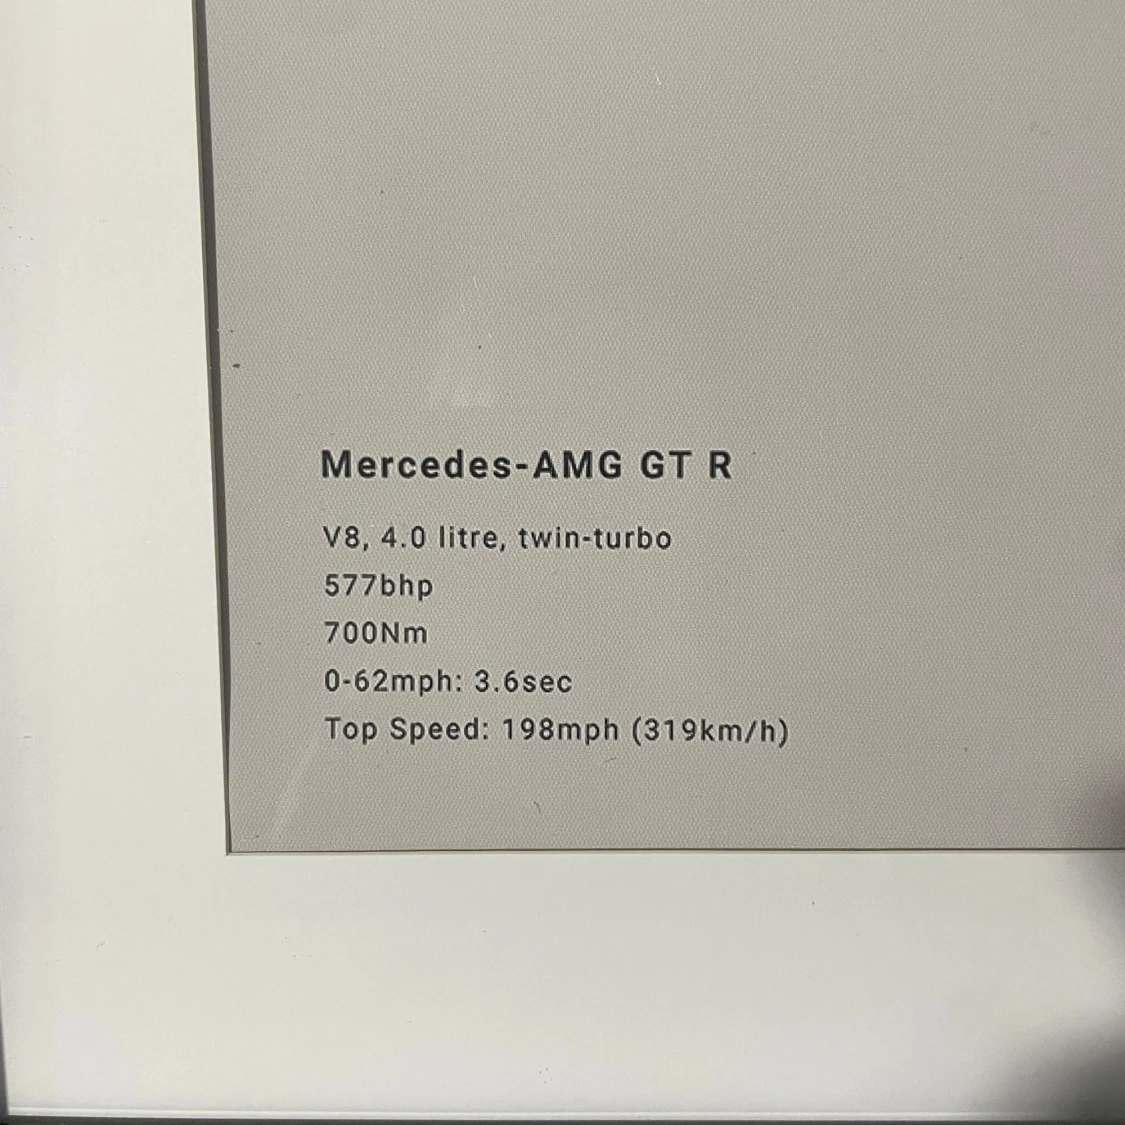 Mercedes-AMG GT R
V8, 4.0 litre, twin-turbo
577bhp
700Nm
0-62mph: 3.6sec
Top Speed: 198mph (319km/h)